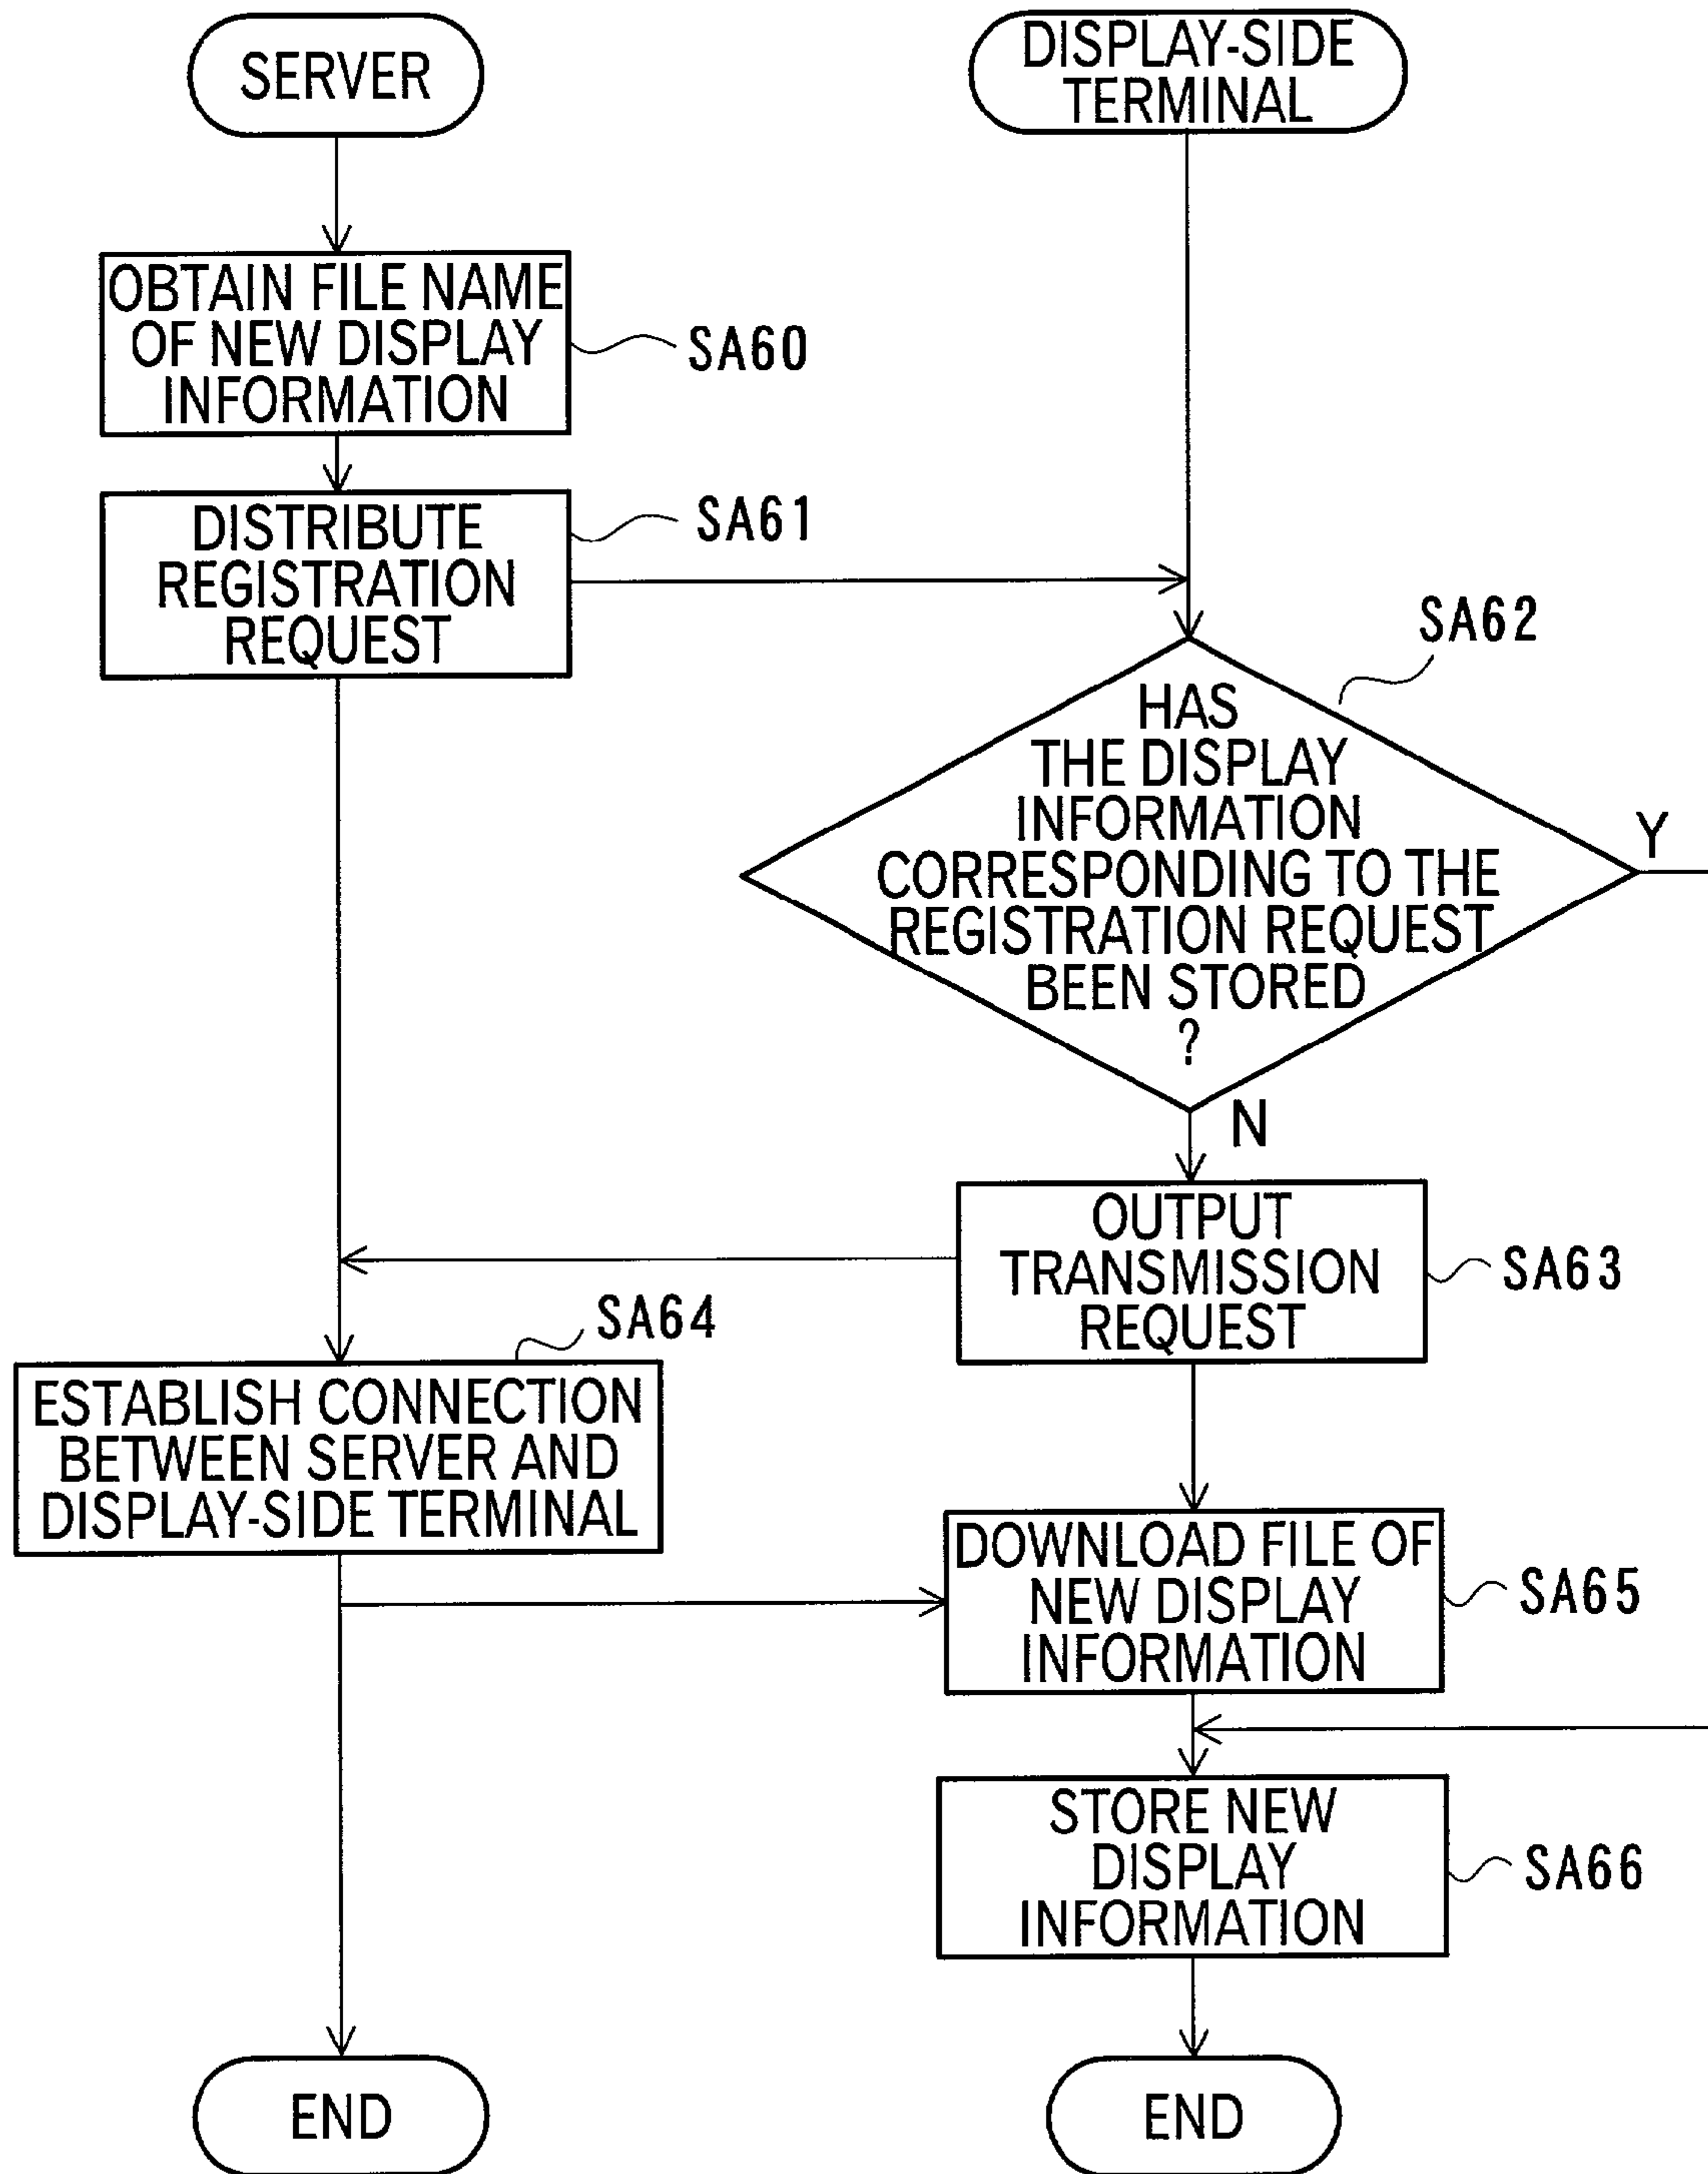 SERVER
DISPLAY-SIDE
TERMINAL
OBTAIN FILE NAME
OF NEW DISPLAY
INFORMATION
SA60
DISTRIBUTE
REGISTRATION
REQUEST
SA61
SA62
HAS
THE DISPLAY
INFORMATION
CORRESPONDING TO THE
REGISTRATION REQUEST
BEEN STORED
?
Y
N
OUTPUT
TRANSMISSION
REQUEST
SA63
SA64
ESTABLISH CONNECTION
BETWEEN SERVER AND
DISPLAY-SIDE TERMINAL
DOWNLOAD FILE OF
NEW DISPLAY
INFORMATION
SA65
STORE NEW
DISPLAY
INFORMATION
SA66
END
END